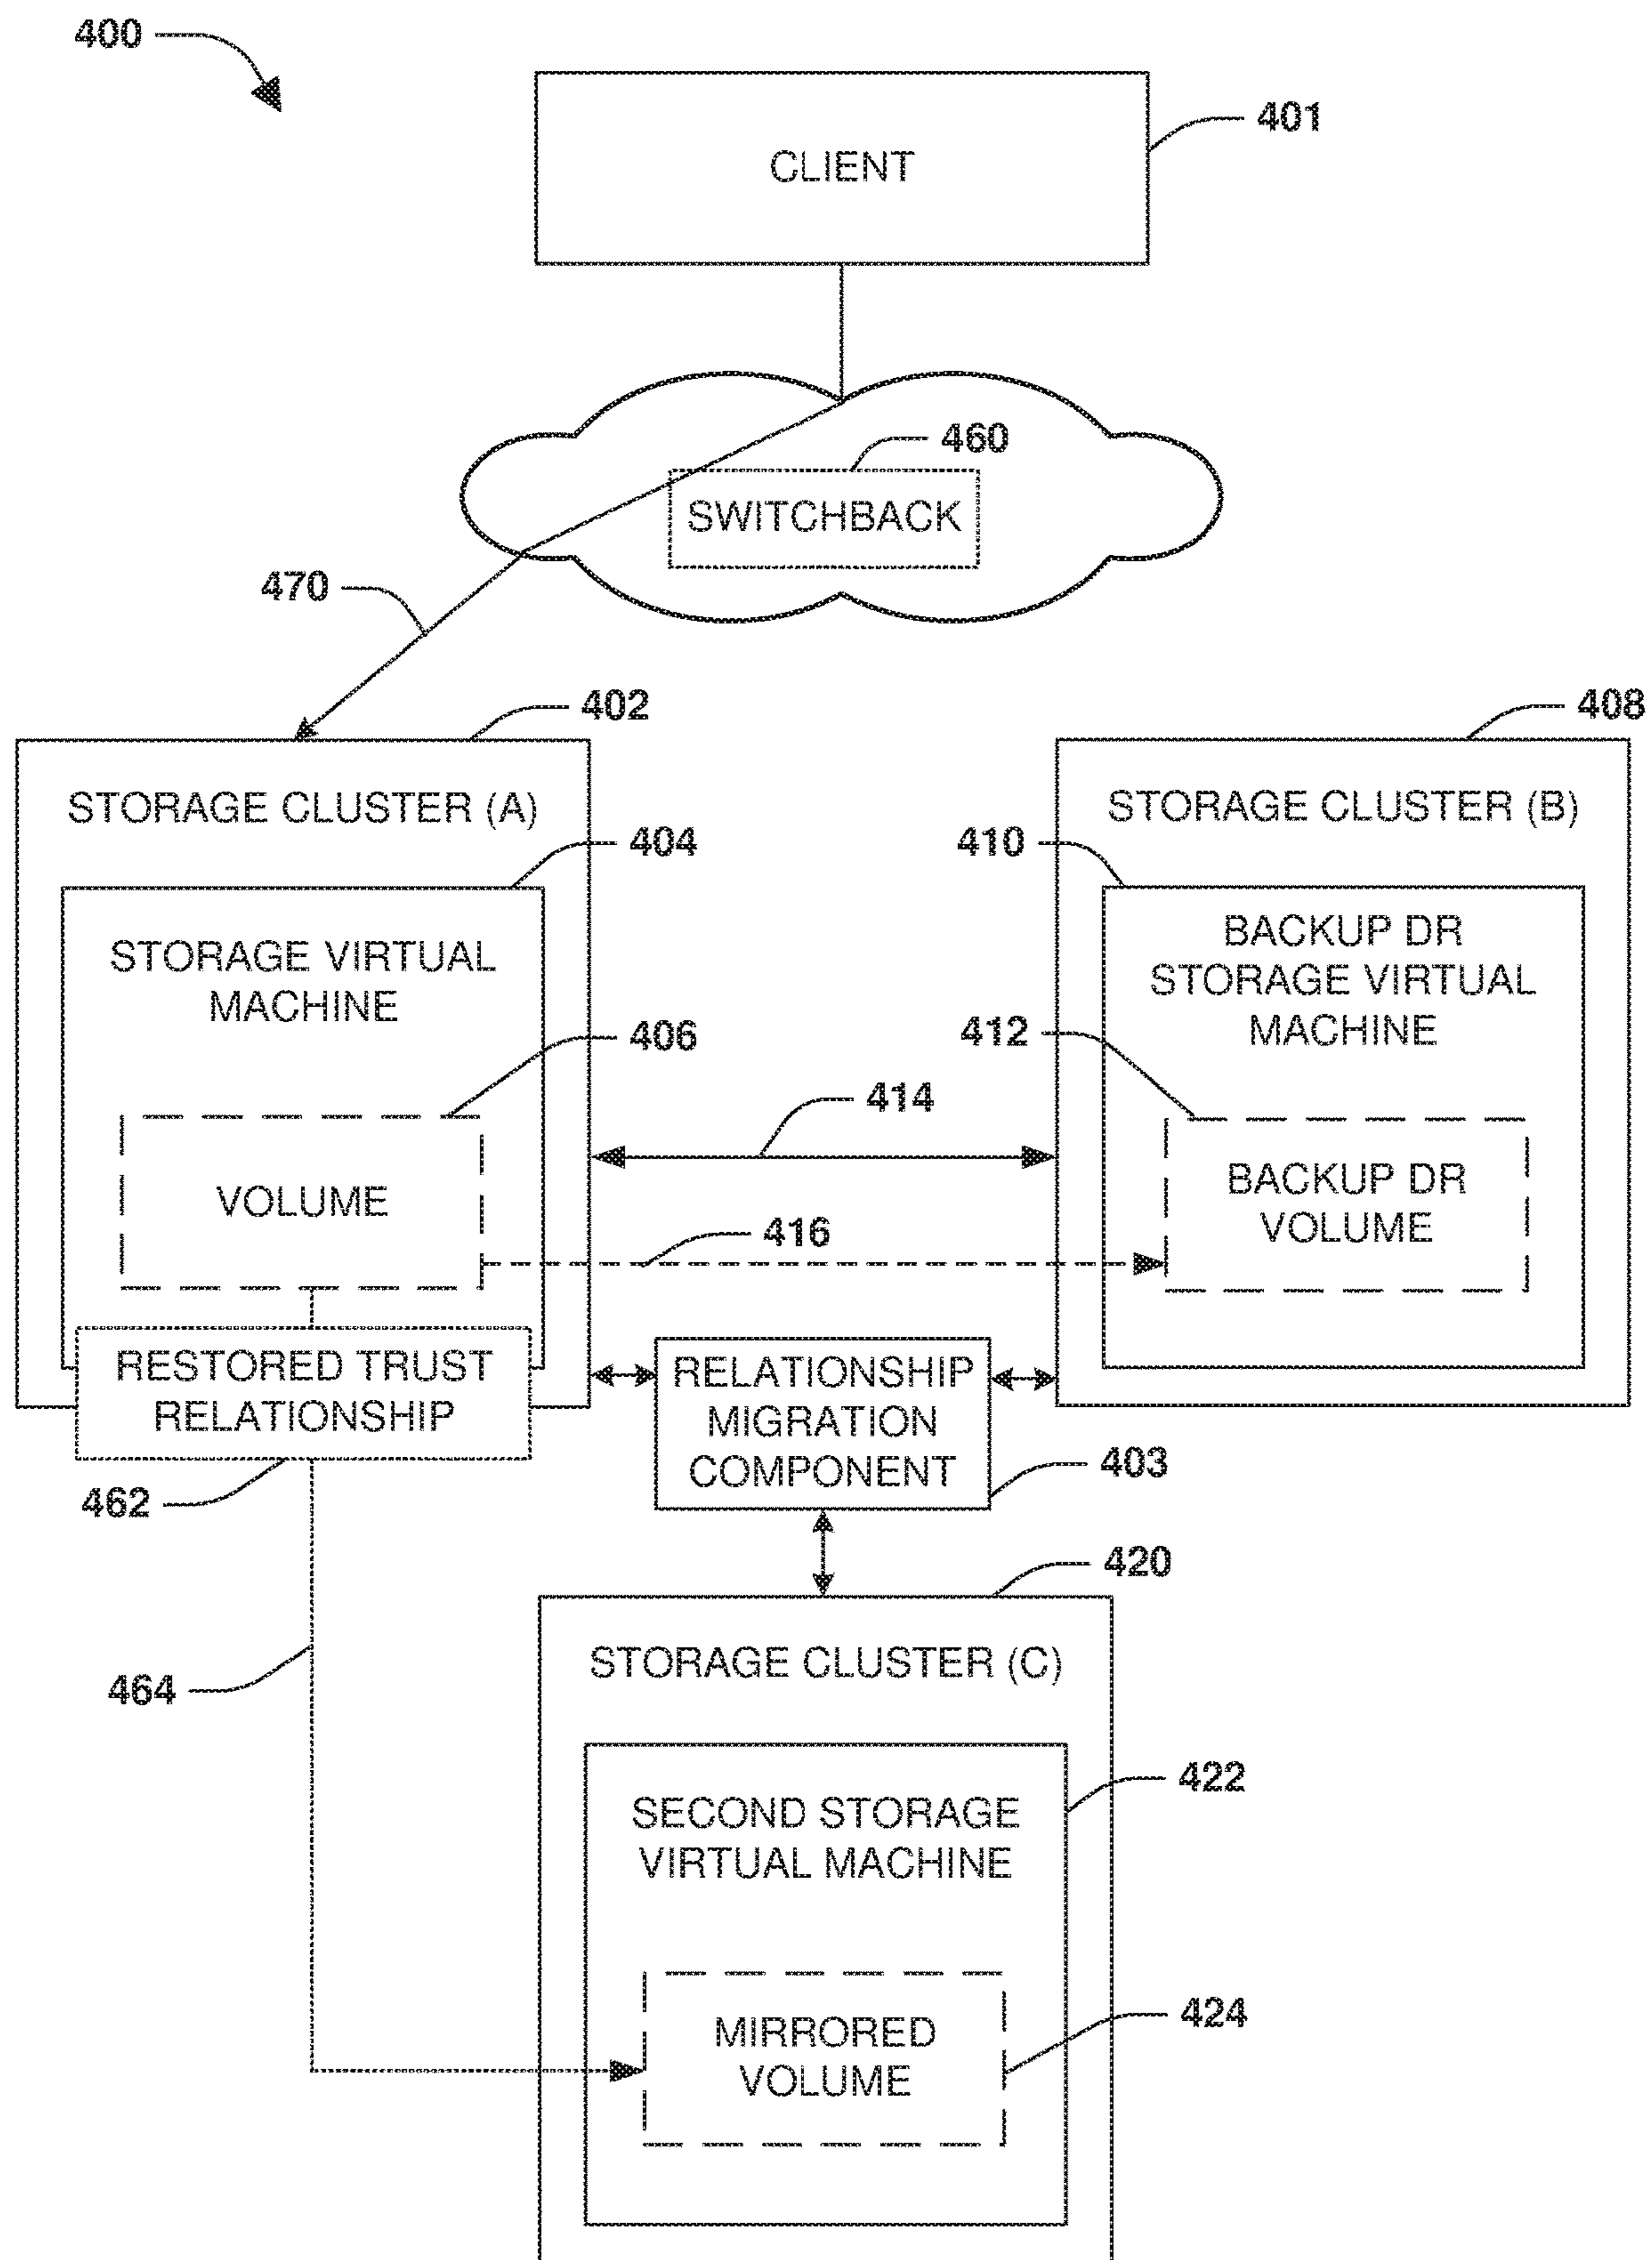 400
401
CLIENT
460
SWITCHBACK
470
402
408
STORAGE CLUSTER (A)
STORAGE CLUSTER (B)
404
410
STORAGE VIRTUAL
MACHINE
BACKUP DR
STORAGE VIRTUAL
MACHINE
406
412
414
VOLUME
BACKUP DR
VOLUME
416
RESTORED TRUST
RELATIONSHIP
RELATIONSHIP
MIGRATION
COMPONENT
403
462
420
STORAGE CLUSTER (C)
464
422
SECOND STORAGE
VIRTUAL MACHINE
424
MIRRORED
VOLUME